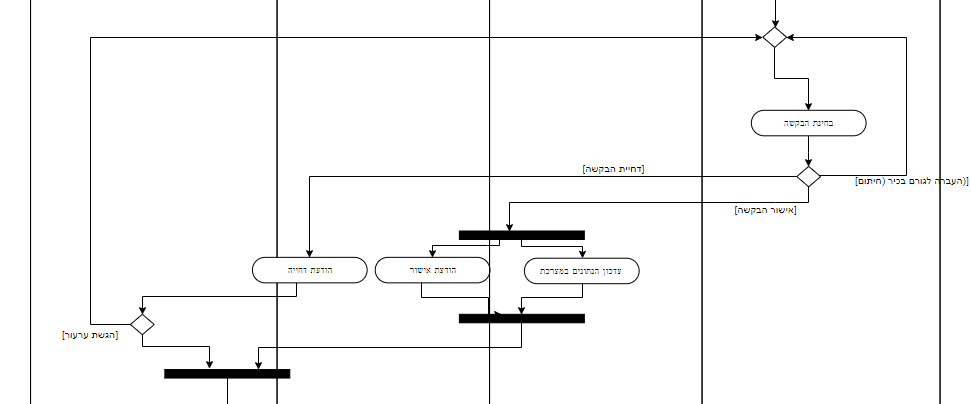 בחינת הבקשה
[דחיית הבקשה]
[העברה לגורם בכיר (חיתום)]
[אישור הבקשה]
עדכון הנתונים במערכת
הודעת אישור
הודעת דחייה
[הגשת ערעור]